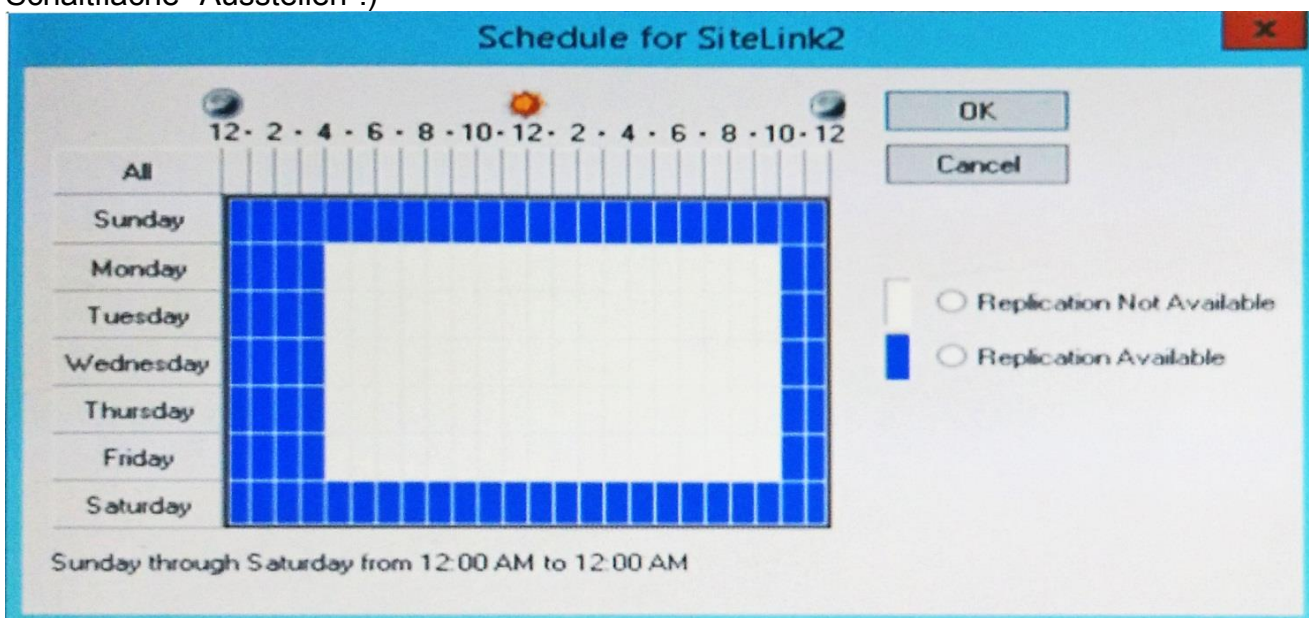 Schaltfläche "Ausstellen".)
Schedule for SiteLink2
x
12 · 2 · 4 · 6 · 8 · 10 · 12 · 2 · 4 · 6 · 8 · 10 · 12
OK
Cancel
All
Sunday
Monday
Tuesday
Wednesday
Thursday
Friday
Saturday
Replication Not Available
Replication Available
Sunday through Saturday from 12:00 AM to 12:00 AM